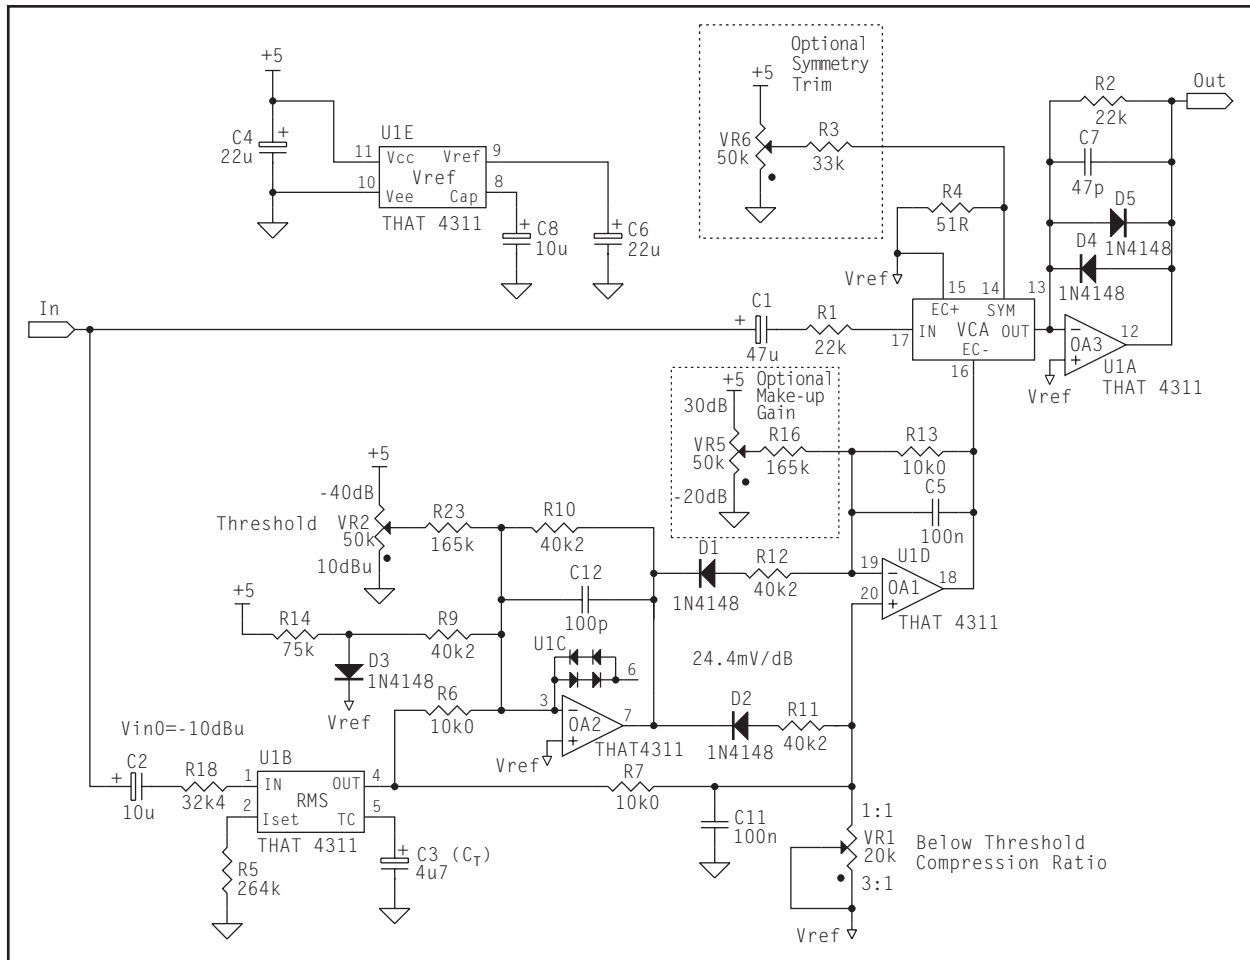 Optional
Symmetry
Trim
+5
VR6
50k
R3
33k
R4
51R
Out
R2
22k
C7
47p
D5
1N4148
D4
1N4148
+5
C4
22u
+
U1E
11
Vcc
Vref
9
Vref
10
Vee
Cap
8
THAT 4311
+
C8
10u
+
C6
22u
In
+
C1
47u
R1
22k
Vref
15
14
13
EC+
SYM
17
IN
VCA
OUT
EC-
16
−
+
OA3
12
U1A
THAT 4311
Vref
+5
Optional
Make-up
Gain
30dB
VR5
50k
R16
165k
-20dB
R13
10k0
C5
100n
+5
-40dB
Threshold
VR2
50k
10dBu
R23
165k
R10
40k2
C12
100p
D1
1N4148
R12
40k2
19
−
U1D
OA1
18
20
+
THAT 4311
+5
R14
75k
R9
40k2
D3
1N4148
Vref
U1C
6
24.4mV/dB
R6
10k0
3
−
OA2
7
+
THAT4311
Vref
D2
1N4148
R11
40k2
Vin0=-10dBu
+
C2
10u
R18
32k4
U1B
1
IN
OUT
4
RMS
2
Iset
TC
5
THAT 4311
R5
264k
+
C3 (CT)
4u7
R7
10k0
C11
100n
1:1
VR1
20k
3:1
Below Threshold
Compression Ratio
Vref